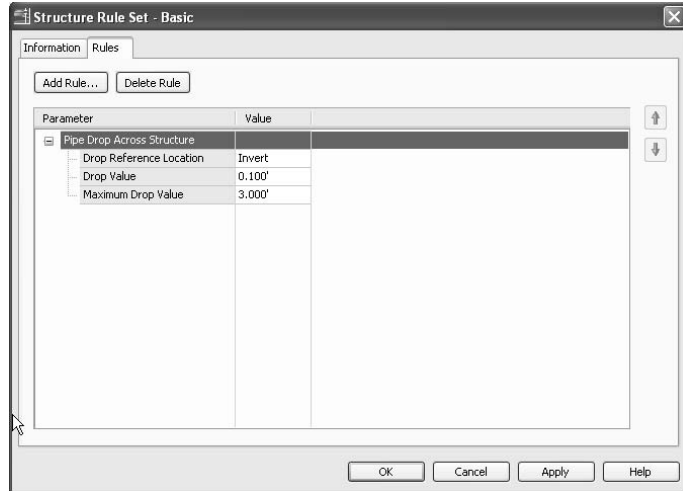 Structure Rule Set - Basic
Information Rules
Add Rule... Delete Rule
Parameter Value
Pipe Drop Across Structure
Drop Reference Location Invert
Drop Value 0.100'
Maximum Drop Value 3.000'
OK Cancel Apply Help